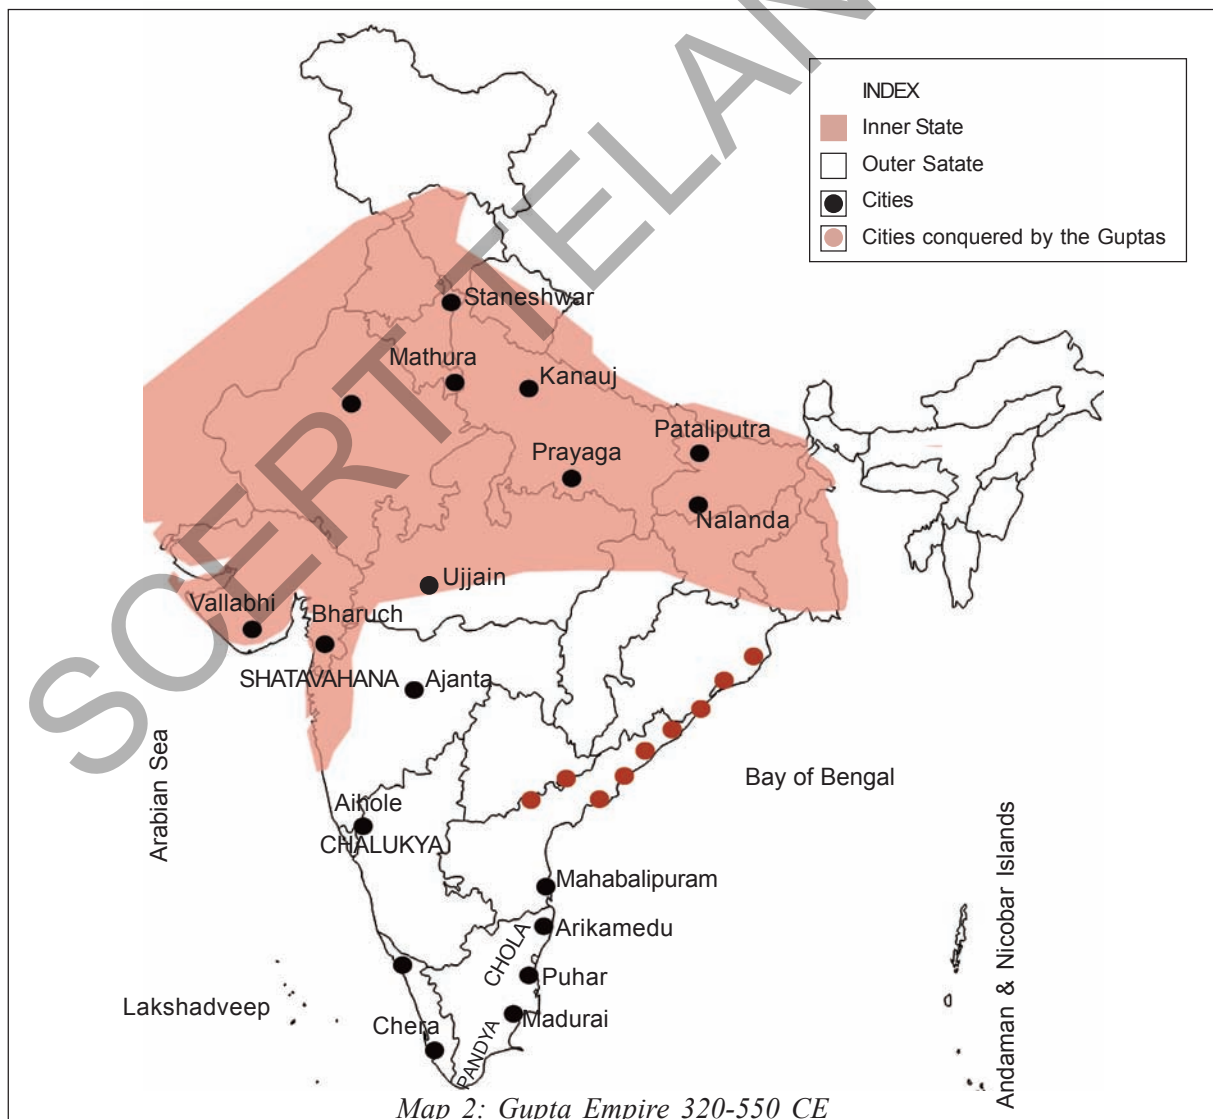 SCERT TELAN
INDEX
Inner State
Outer Satate
Cities
Cities conquered by the Guptas
Staneshwar
Mathura
Kanauj
Pataliputra
Prayaga
Nalanda
Ujjain
Vallabhi
Bharuch
SHATAVAHANA
Ajanta
Arabian Sea
Bay of Bengal
Aihole
CHALUKYA
Mahabalipuram
Arikamedu
CHOLA
Puhar
Lakshadweep
Madurai
Chera
PANDYA
Andaman & Nicobar Islands
Map 2: Gupta Empire 320-550 CE